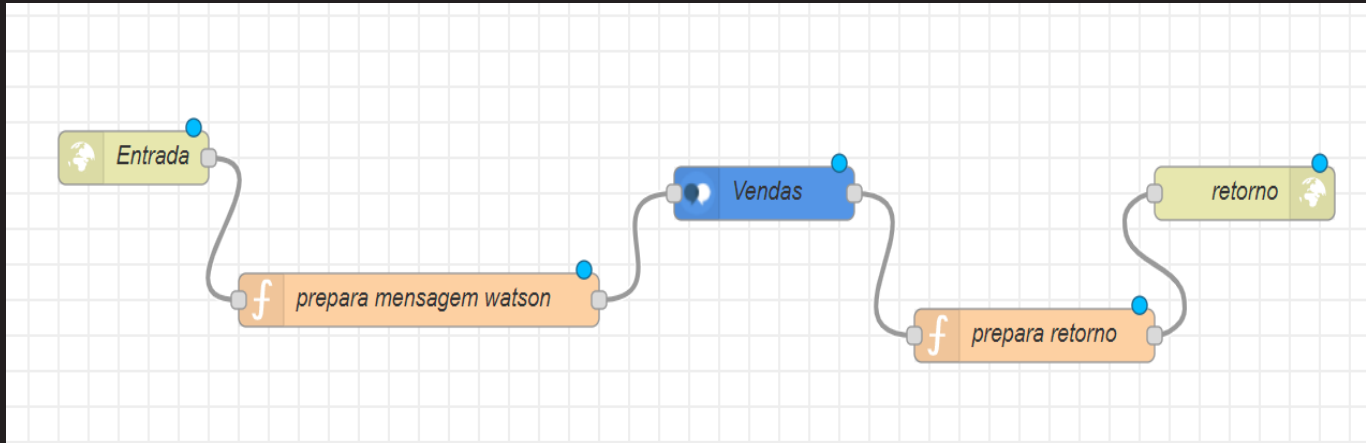 Entrada
prepara mensagem watson
Vendas
prepara retorno
retorno